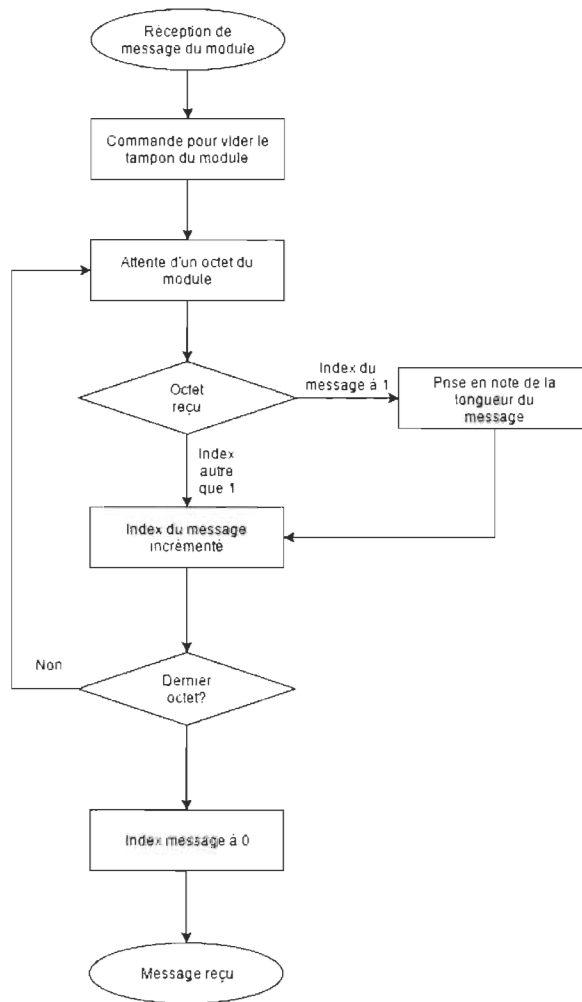 Réception de
message du module
Commande pour vider le
tampon du module
Attente d'un octet du
module
Octet
reçu
Index du
message à 1
Prise en note de la
longueur du
message
Index
autre
que 1
Index du message
incrémenté
Non
Dernier
octet?
Index message à 0
Message reçu